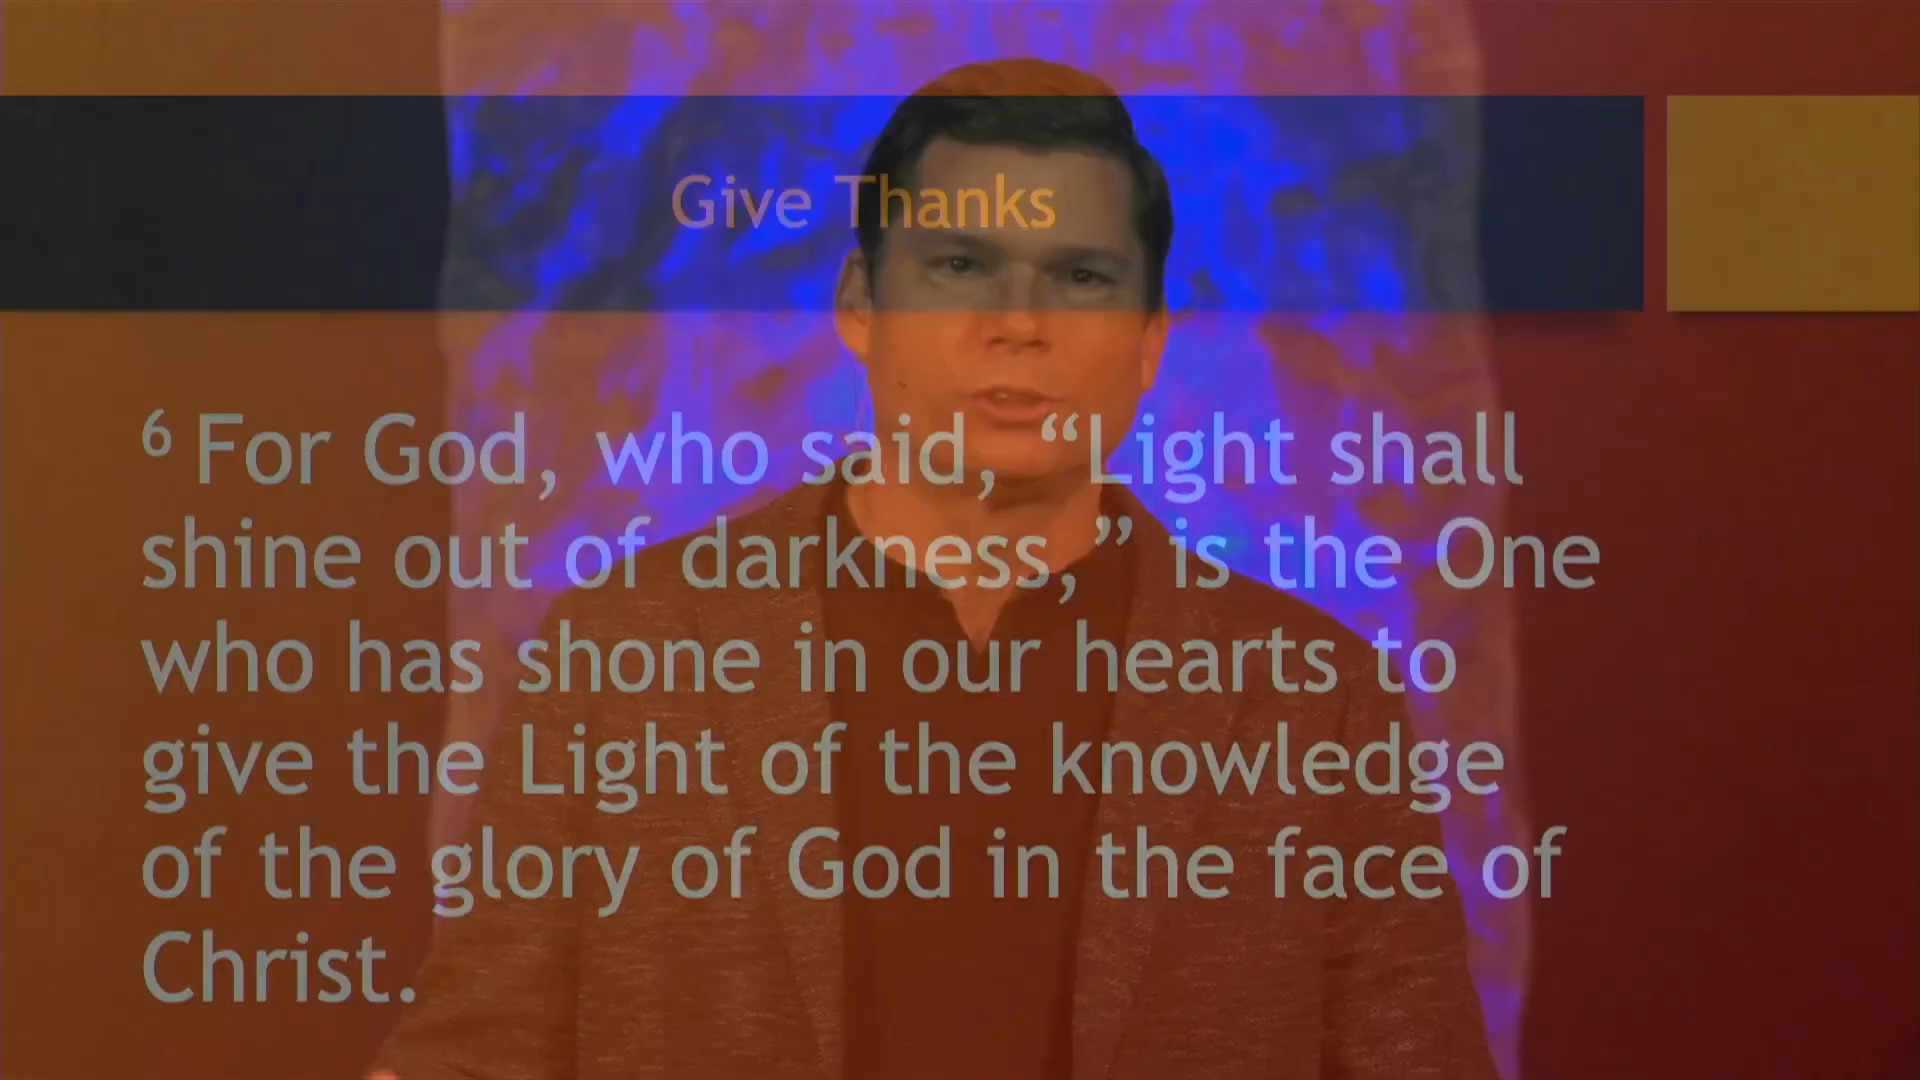 Give Thanks
⁶ For God, who said, “Light shall
shine out of darkness,” is the One
who has shone in our hearts to
give the Light of the knowledge
of the glory of God in the face of
Christ.